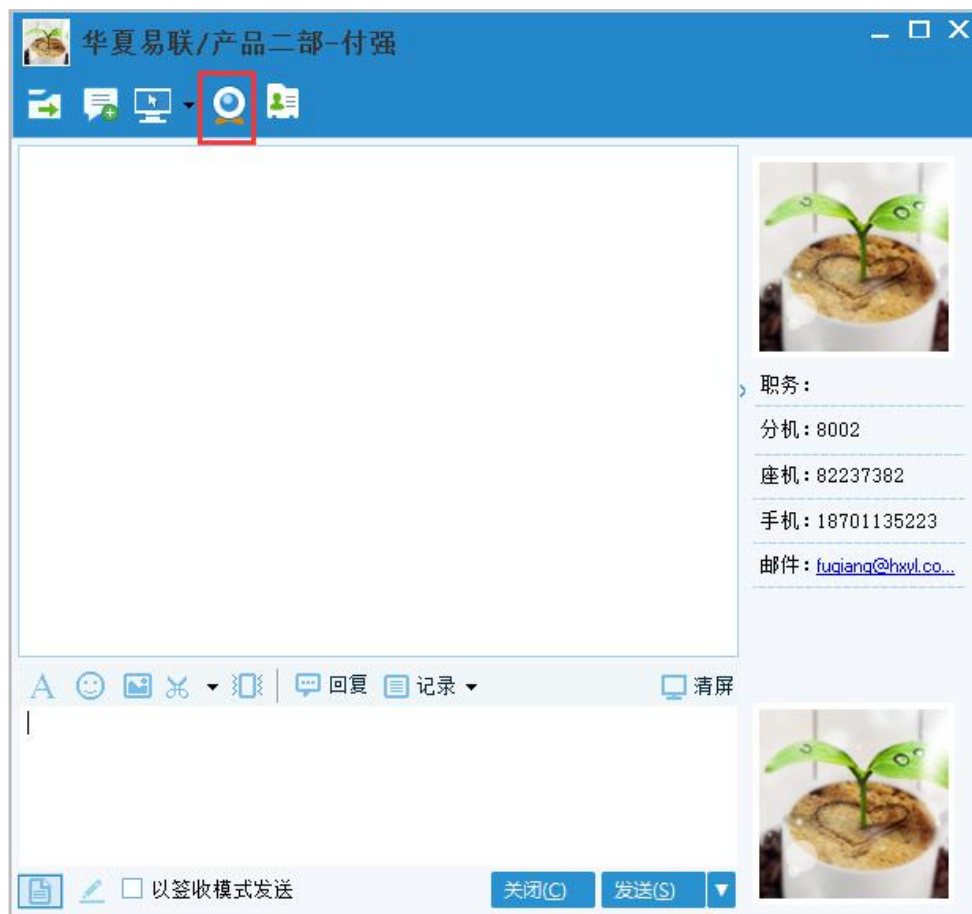 华夏易联/产品二部-付强
职务：
分机：8002
座机：82237382
手机：18701135223
邮件：fuqiang@hxyl.co...
A 回复 记录 清屏
以签收模式发送 关闭(C) 发送(S)